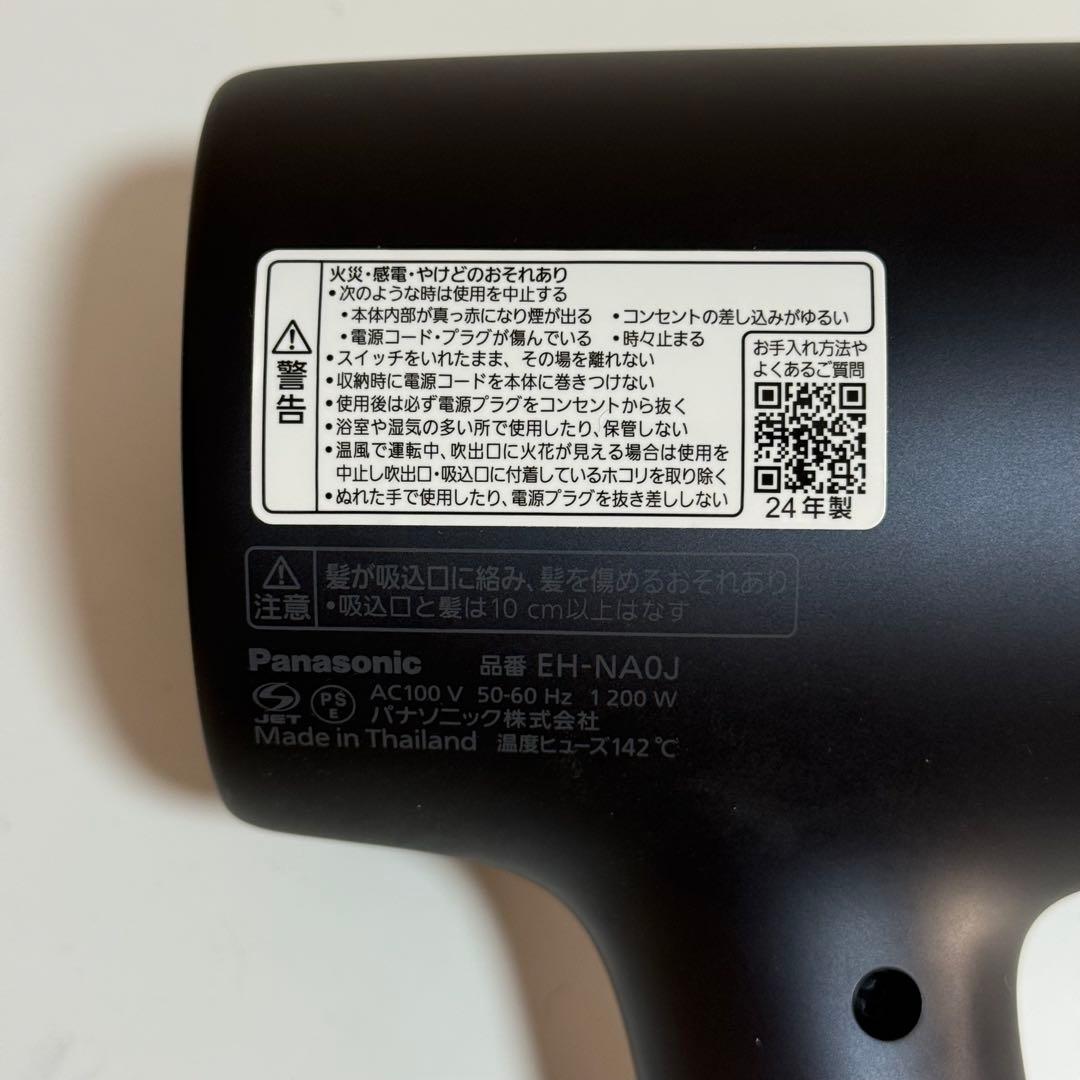 警告
火災・感電・やけどのおそれあり
•次のような時は使用を中止する
•本体内部が真っ赤になり煙が出る •コンセントの差し込みがゆるい
•電源コード・プラグが傷んでいる •時々止まる
•スイッチをいれたまま、その場を離れない
•収納時に電源コードを本体に巻きつけない
•使用後は必ず電源プラグをコンセントから抜く
•浴室や湿気の多い所で使用したり、保管しない
•温風で運転中、吹出口に火花が見える場合は使用を
中止し吹出口・吸込口に付着しているホコリを取り除く
•ぬれた手で使用したり、電源プラグを抜き差ししない
お手入れ方法や
よくあるご質問
24年製
注意
髪が吸込口に絡み、髪を傷めるおそれあり
•吸込口と髪は10 cm以上はなす
Panasonic 品番 EH-NA0J
JET PSE AC100 V 50-60 Hz 1 200 W
パナソニック株式会社
Made in Thailand 温度ヒューズ142 ℃